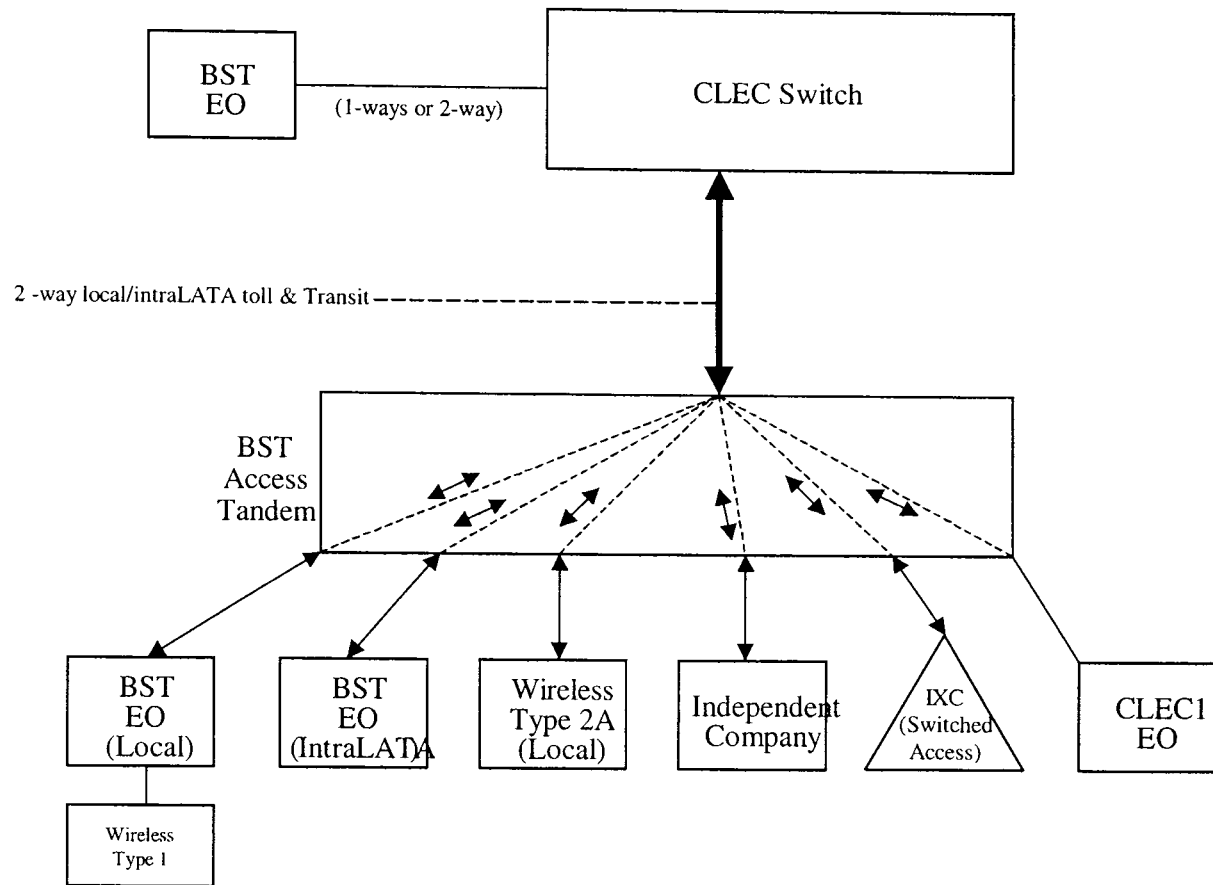 BST
EO
(1-ways or 2-way)
CLEC Switch
2 -way local/intraLATA toll & Transit
BST
Access
Tandem
BST
EO
(Local)
BST
EO
(IntraLAT)A
Wireless
Type 2A
(Local)
Independent
Company
IXC
(Switched
Access)
CLEC1
EO
Wireless
Type 1